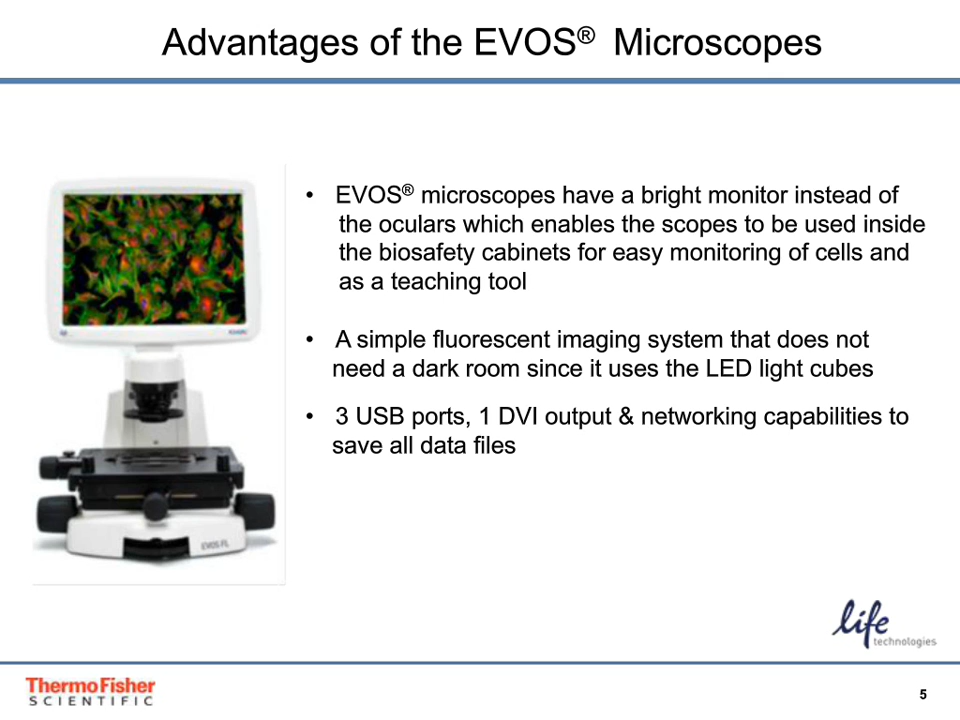 Advantages of the EVOS® Microscopes
• EVOS® microscopes have a bright monitor instead of
the oculars which enables the scopes to be used inside
the biosafety cabinets for easy monitoring of cells and
as a teaching tool
• A simple fluorescent imaging system that does not
need a dark room since it uses the LED light cubes
• 3 USB ports, 1 DVI output & networking capabilities to
save all data files
EVOS FL
life
technologies
ThermoFisher
SCIENTIFIC
5